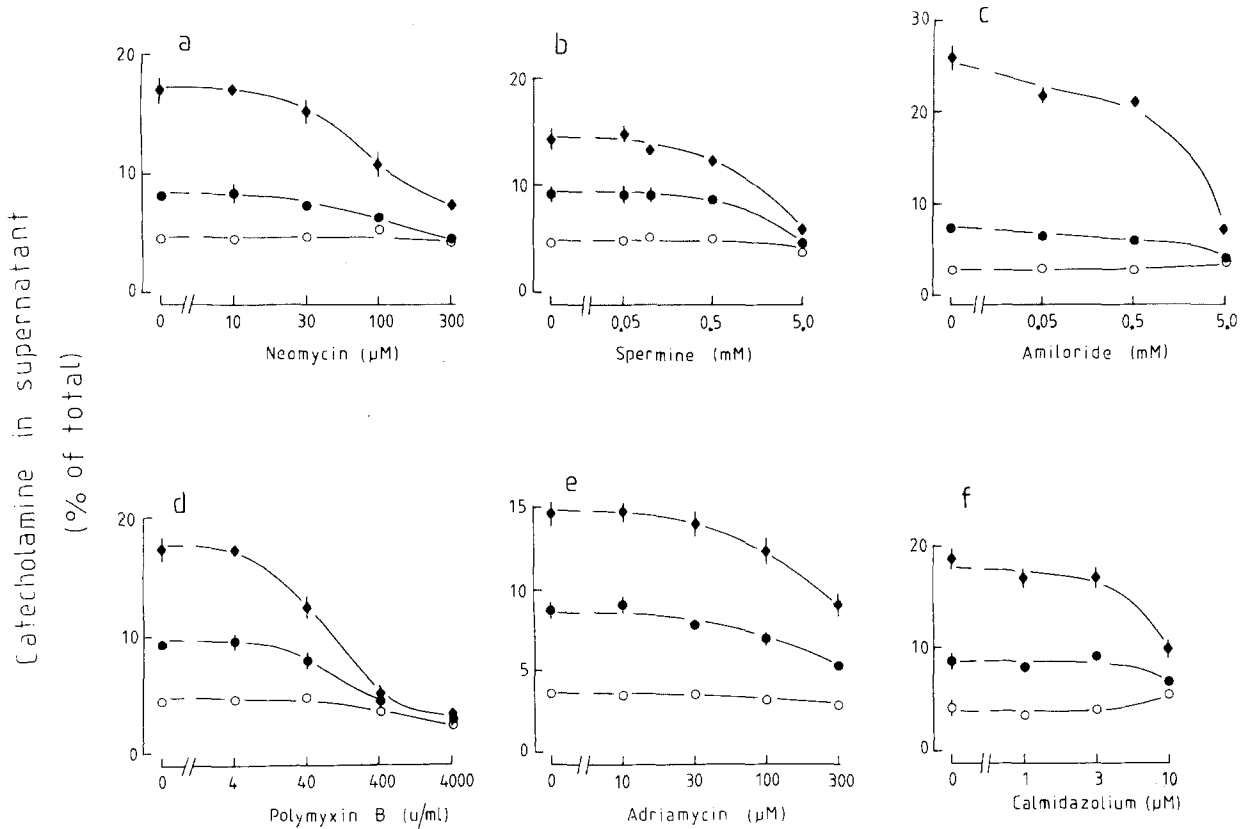 Catecholamine in supernatant
(% of total)
a
20
10
0
0 10 30 100 300
Neomycin (µM)
b
20
10
0
0 0.05 0.5 5.0
Spermine (mM)
c
30
20
10
0
0 0.05 0.5 5.0
Amiloride (mM)
d
20
10
0
0 4 40 400 4000
Polymyxin B (u/ml)
e
15
10
5
0
0 10 30 100 300
Adriamycin (µM)
f
20
10
0
0 1 3 10
Calmidazolium (µM)